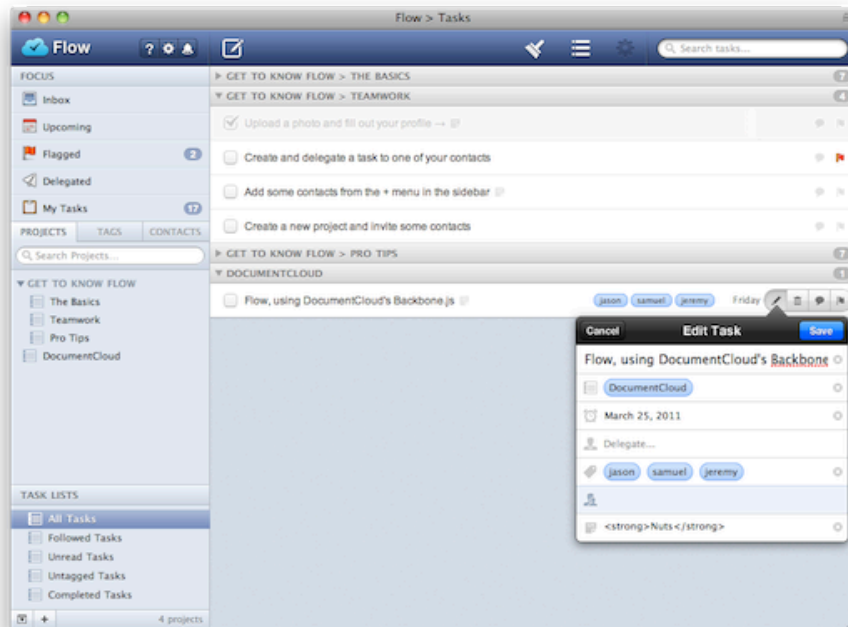 Flow > Tasks
Flow
?
Search tasks...
FOCUS
Inbox
Upcoming
Flagged 2
Delegated
My Tasks 17
PROJECTS TAGS CONTACTS
Search Projects...
GET TO KNOW FLOW
The Basics
Teamwork
Pro Tips
DocumentCloud
TASK LISTS
All Tasks
Followed Tasks
Unread Tasks
Untagged Tasks
Completed Tasks
+ 4 projects
GET TO KNOW FLOW > THE BASICS 7
GET TO KNOW FLOW > TEAMWORK 4
Upload a photo and fill out your profile →
Create and delegate a task to one of your contacts
Add some contacts from the + menu in the sidebar
Create a new project and invite some contacts
GET TO KNOW FLOW > PRO TIPS 7
DOCUMENTCLOUD 1
Flow, using DocumentCloud's Backbone.js jason samuel jeremy Friday
Cancel Edit Task Save
Flow, using DocumentCloud's Backbone
DocumentCloud
March 25, 2011
Delegate...
jason samuel jeremy
<strong>Nuts</strong>